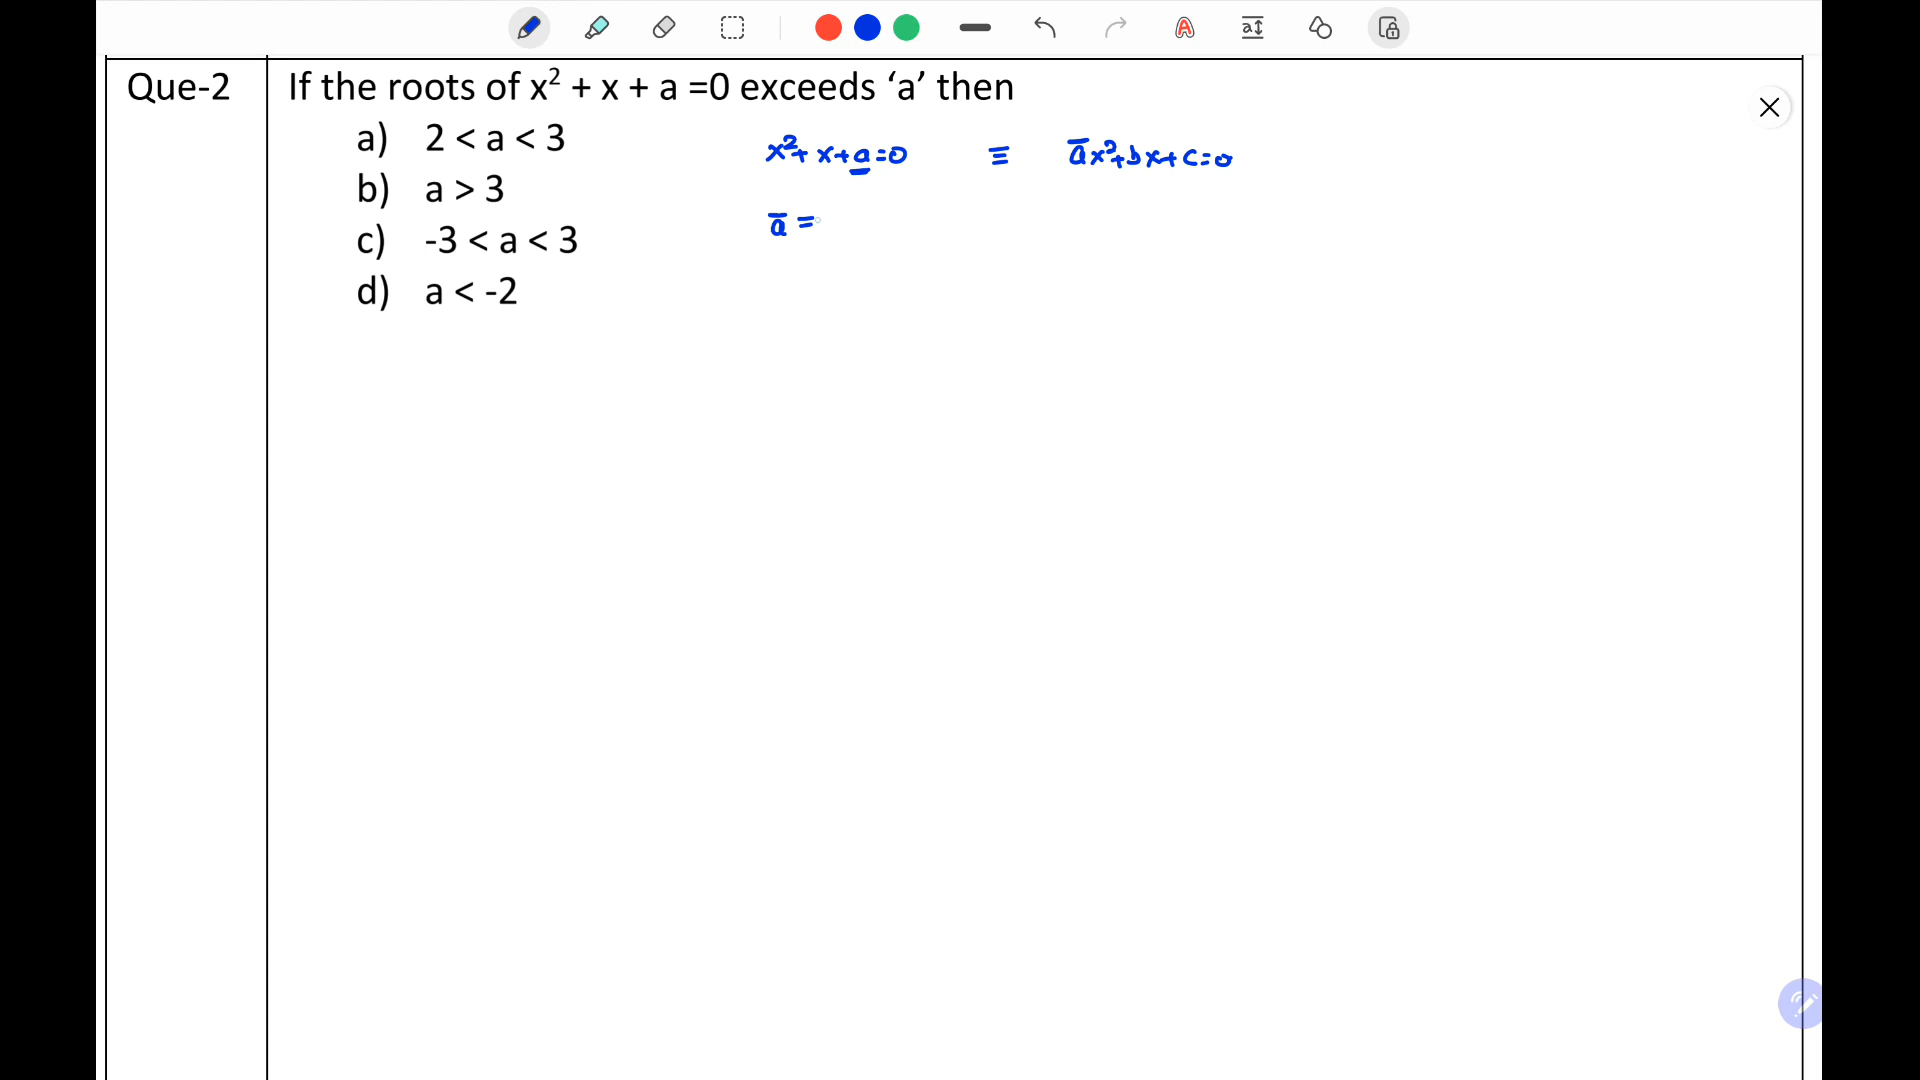 Que-2
If the roots of x² + x + a =0 exceeds ‘a’ then
a) 2 < a < 3
b) a > 3
c) -3 < a < 3
d) a < -2
x²+ x+a=0 ≡ a̅x²+bx+c=0
a̅ =